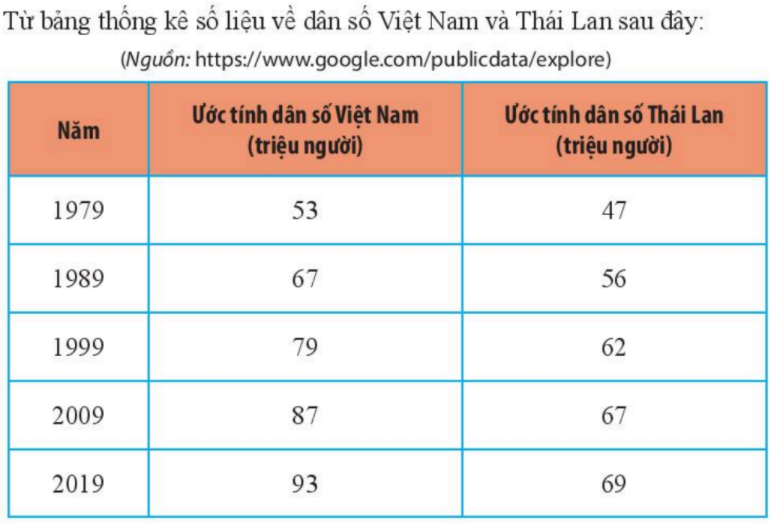 Từ bảng thống kê số liệu về dân số Việt Nam và Thái Lan sau đây:
(Nguồn: https://www.google.com/publicdata/explore)
Năm Ước tính dân số Việt Nam (triệu người) Ước tính dân số Thái Lan (triệu người)
1979 53 47
1989 67 56
1999 79 62
2009 87 67
2019 93 69